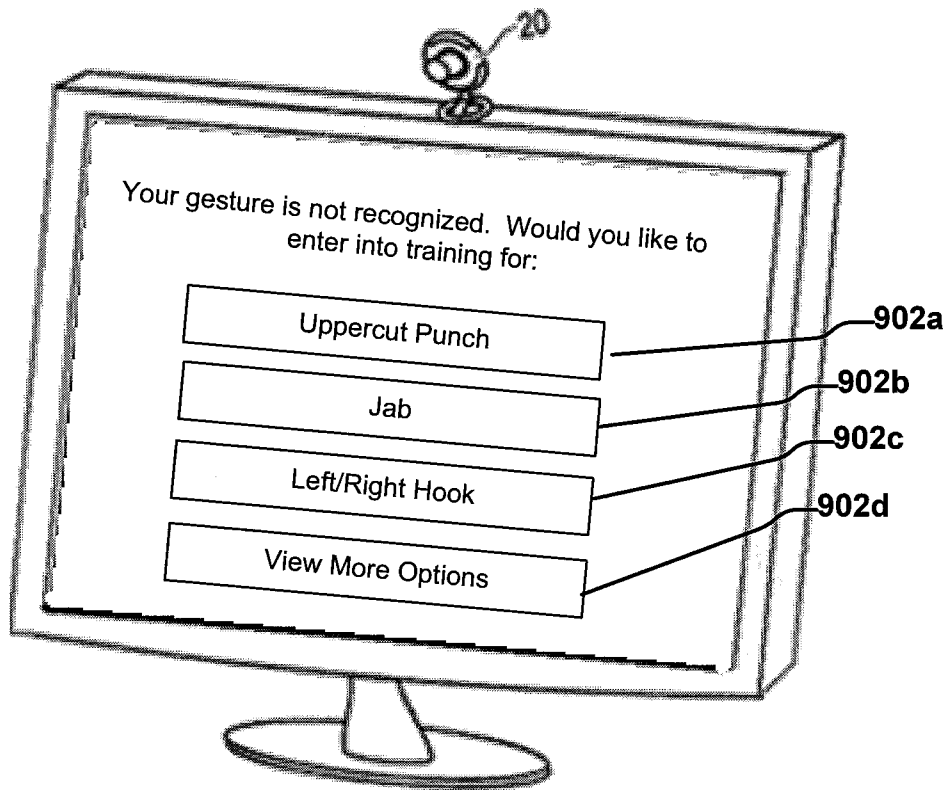 20
Your gesture is not recognized.  Would you like to
enter into training for:
Uppercut Punch
902a
Jab
902b
Left/Right Hook
902c
View More Options
902d